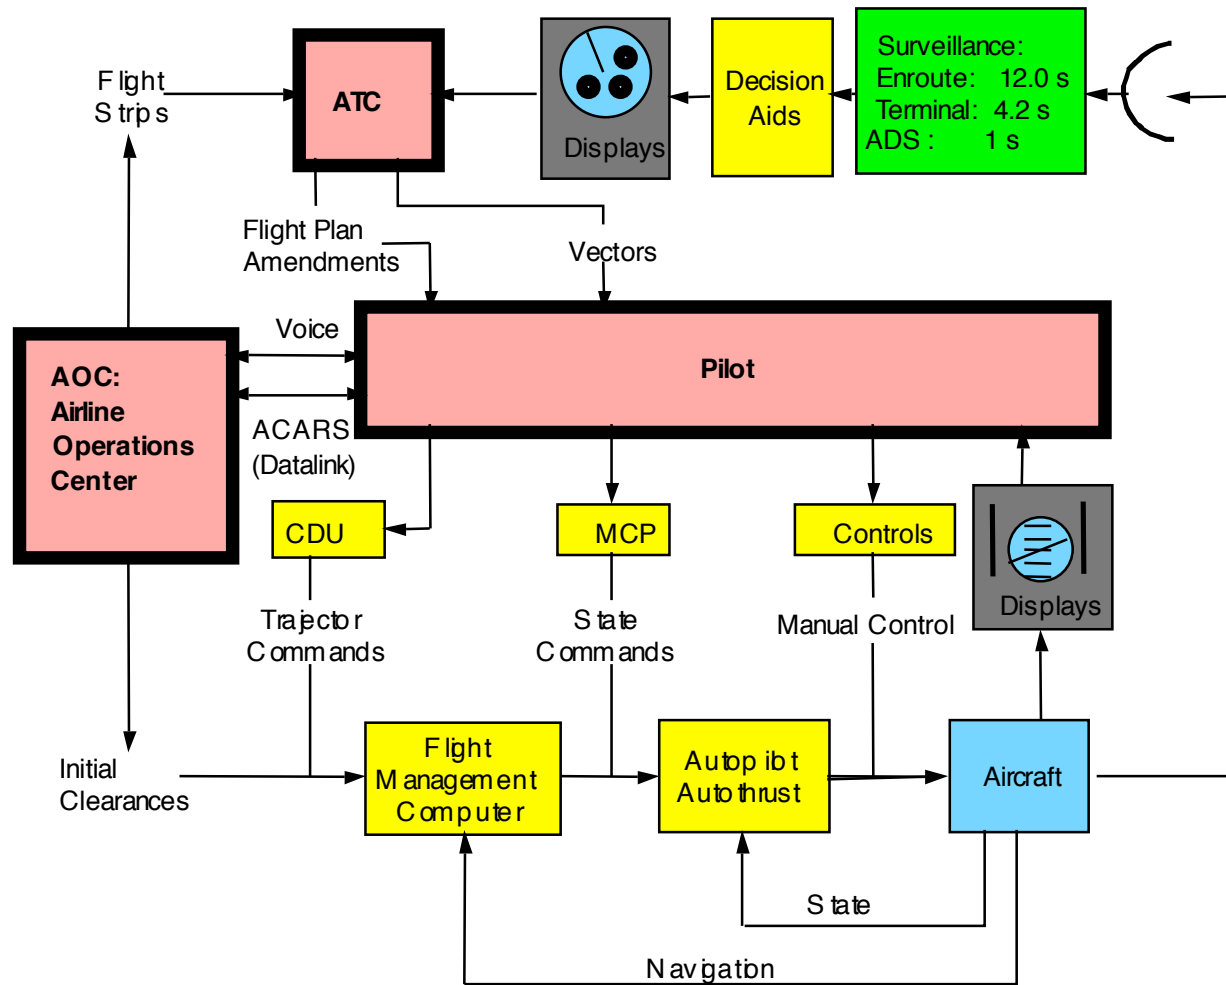 Flight
Strips
ATC
Displays
Decision
Aids
Surveillance:
Enroute: 12.0 s
Terminal: 4.2 s
ADS : 1 s
Flight Plan
Amendments
Vectors
Voice
Pilot
AOC:
Airline
Operations
Center
ACARS
(Datalink)
CDU
MCP
Controls
Displays
Trajector
Commands
State
Commands
Manual Control
Initial
Clearances
Flight
Management
Computer
Autopilot
Autothrust
Aircraft
State
Navigation